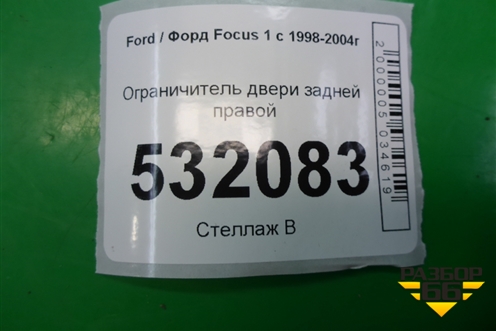 Ford / Форд Focus 1 с 1998-2004г
Ограничитель двери задней
правой
532083
Стеллаж В
2000005034619
РАЗБОР
66